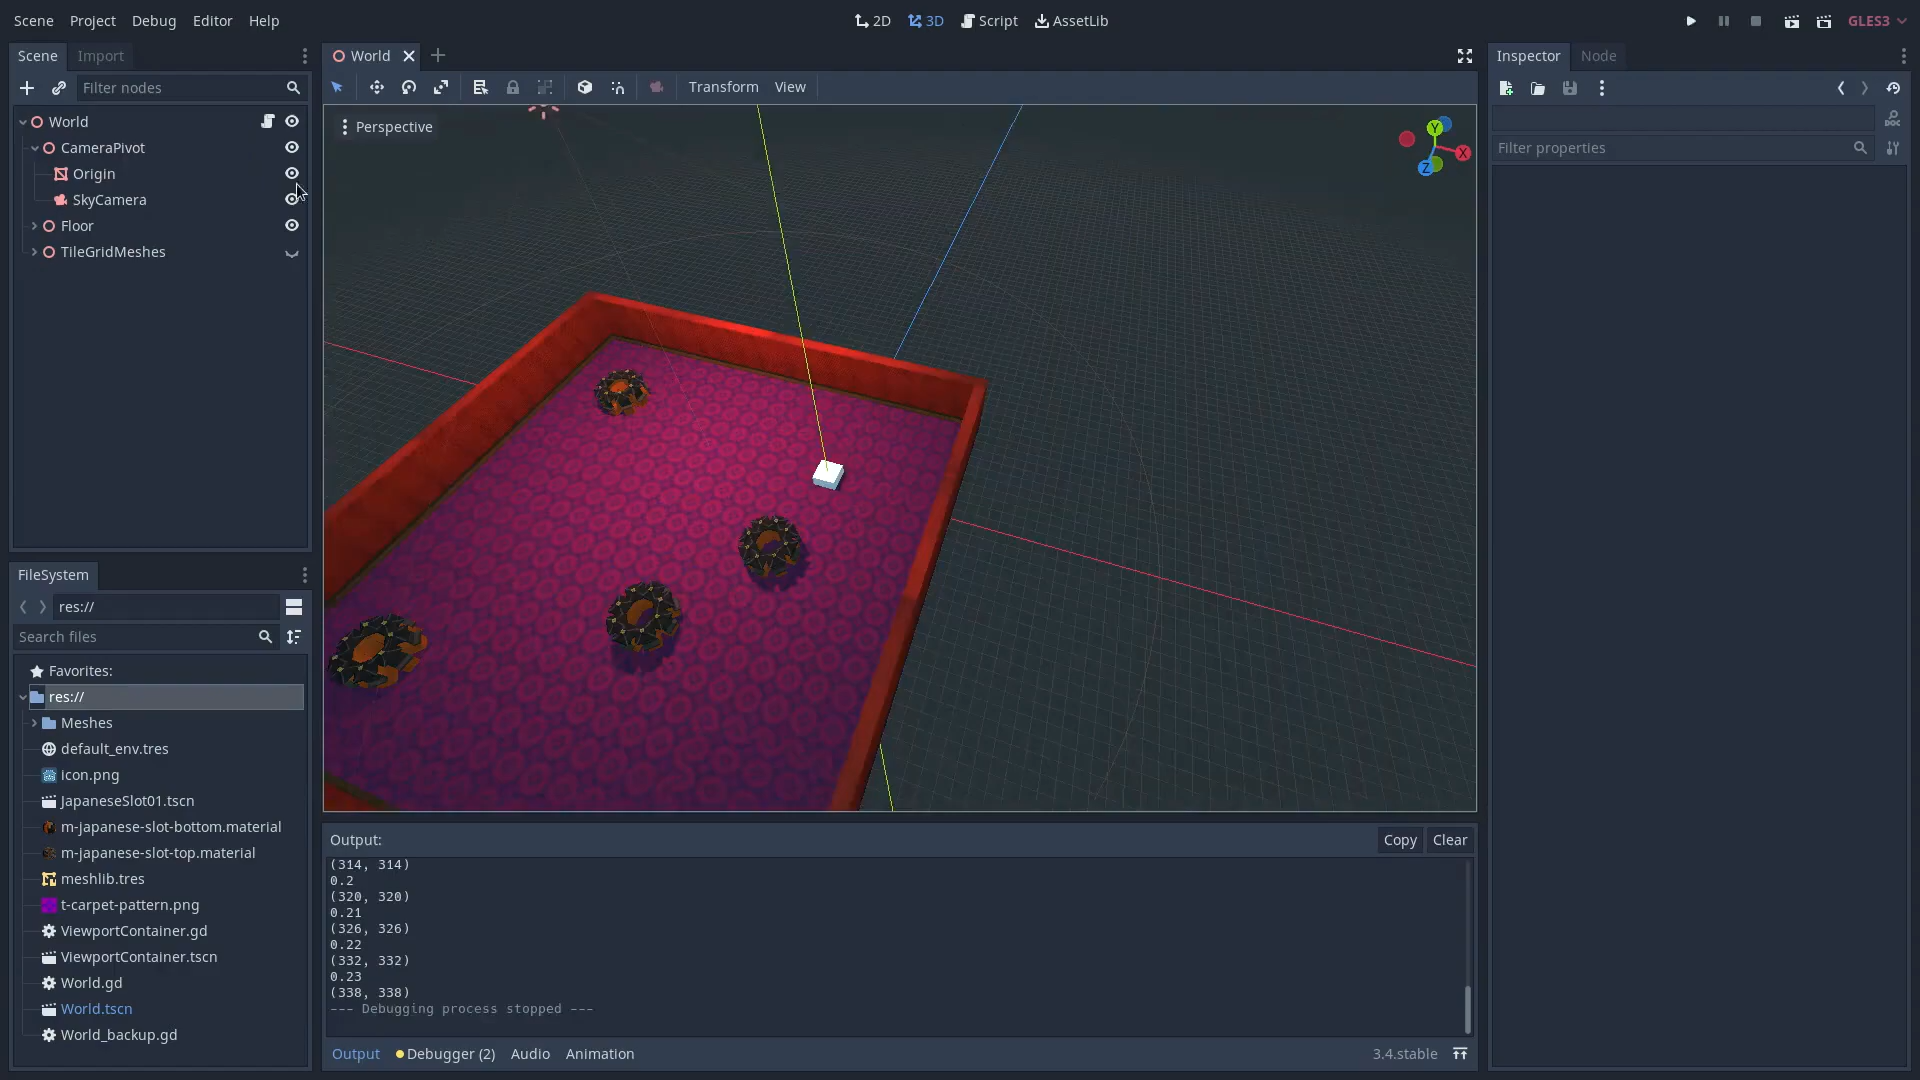 Scene Project Debug Editor Help 2D 3D Script AssetLib GLES3
Scene Import
World
Inspector Node
Filter nodes
Transform View
World
CameraPivot
Origin
SkyCamera
Floor
TileGridMeshes
Perspective
Y
X
Z
Filter properties
DOC
FileSystem
res://
Search files
Favorites:
res://
Meshes
default_env.tres
icon.png
JapaneseSlot01.tscn
m-japanese-slot-bottom.material
m-japanese-slot-top.material
meshlib.tres
t-carpet-pattern.png
ViewportContainer.gd
ViewportContainer.tscn
World.gd
World.tscn
World_backup.gd
Output:
Copy Clear
(314, 314)
0.2
(320, 320)
0.21
(326, 326)
0.22
(332, 332)
0.23
(338, 338)
--- Debugging process stopped ---
Output Debugger (2) Audio Animation 3.4.stable